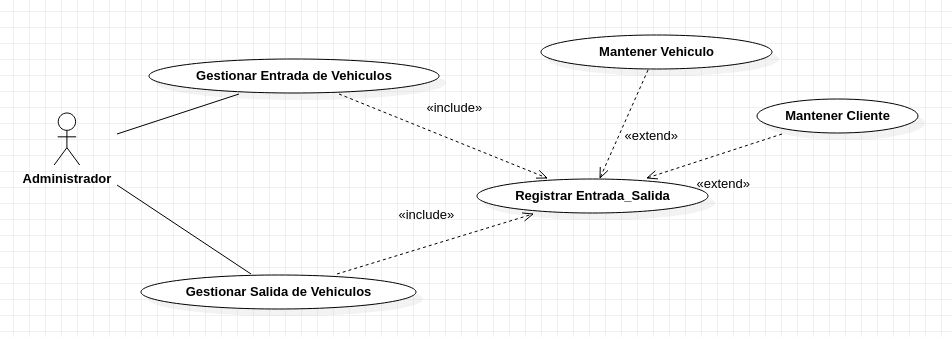 Mantener Vehiculo
Gestionar Entrada de Vehiculos
«include»
Mantener Cliente
«extend»
Administrador
«extend»
Registrar Entrada_Salida
«include»
Gestionar Salida de Vehiculos